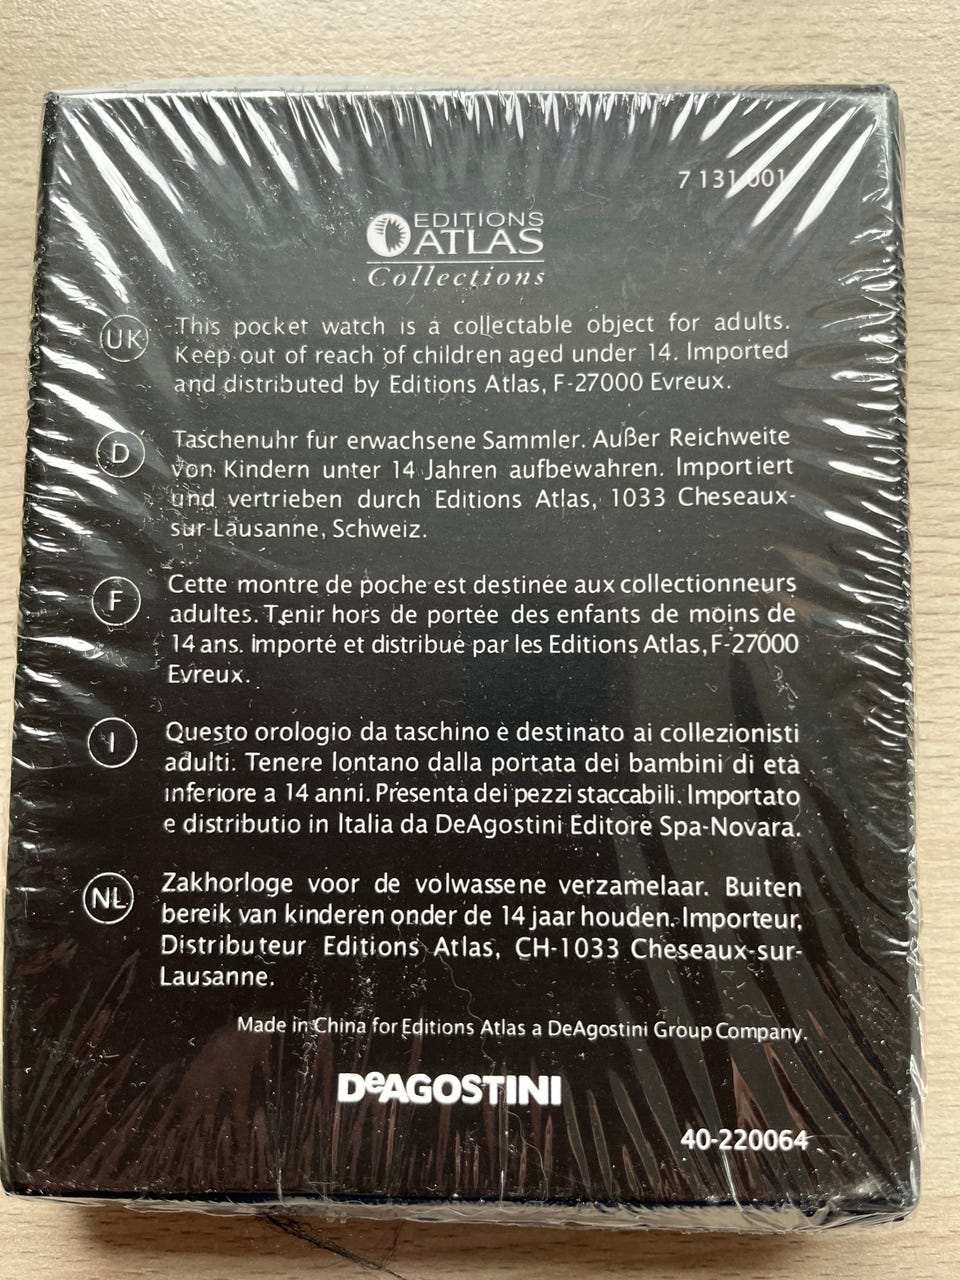 7 131 001
EDITIONS
ATLAS
Collections
UK
This pocket watch is a collectable object for adults.
Keep out of reach of children aged under 14. Imported
and distributed by Editions Atlas, F-27000 Evreux.
D
Taschenuhr für erwachsene Sammler. Außer Reichweite
von Kindern unter 14 Jahren aufbewahren. Importiert
und vertrieben durch Editions Atlas, 1033 Cheseaux-
sur-Lausanne, Schweiz.
F
Cette montre de poche est destinée aux collectionneurs
adultes. Tenir hors de portée des enfants de moins de
14 ans. Importé et distribué par les Editions Atlas, F-27000
Evreux.
I
Questo orologio da taschino è destinato ai collezionisti
adulti. Tenere lontano dalla portata dei bambini di età
inferiore a 14 anni. Presenta dei pezzi staccabili. Importato
e distributio in Italia da DeAgostini Editore Spa-Novara.
NL
Zakhorloge voor de volwassene verzamelaar. Buiten
bereik van kinderen onder de 14 jaar houden. Importeur,
Distributeur Editions Atlas, CH-1033 Cheseaux-sur-
Lausanne.
Made in China for Editions Atlas a DeAgostini Group Company.
DeAGOSTINI
40-220064